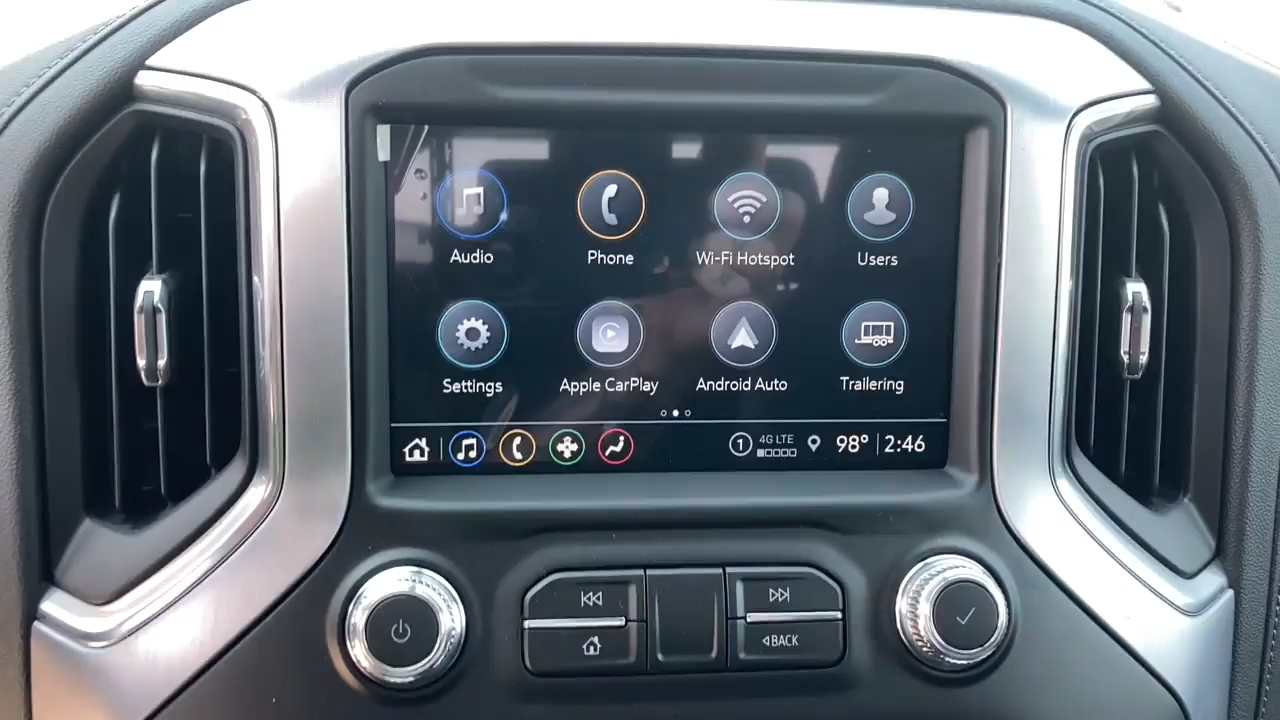 Audio Phone Wi-Fi Hotspot Users
Settings Apple CarPlay Android Auto Trailering
1 4G LTE 98° 2:46
BACK